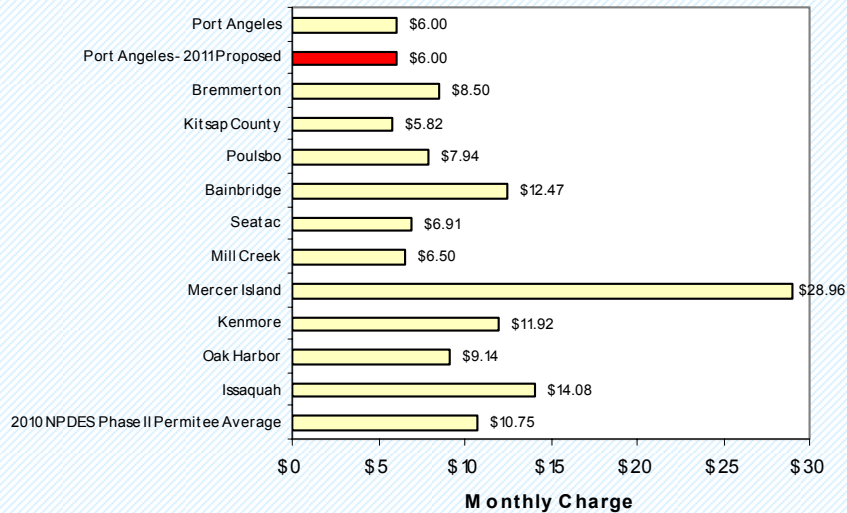 Port Angeles $6.00
Port Angeles - 2011 Proposed $6.00
Bremmerton $8.50
Kitsap County $5.82
Poulsbo $7.94
Bainbridge $12.47
Seatac $6.91
Mill Creek $6.50
Mercer Island $28.96
Kenmore $11.92
Oak Harbor $9.14
Issaquah $14.08
2010 NPDES Phase II Permitee Average $10.75
$0 $5 $10 $15 $20 $25 $30
Monthly Charge